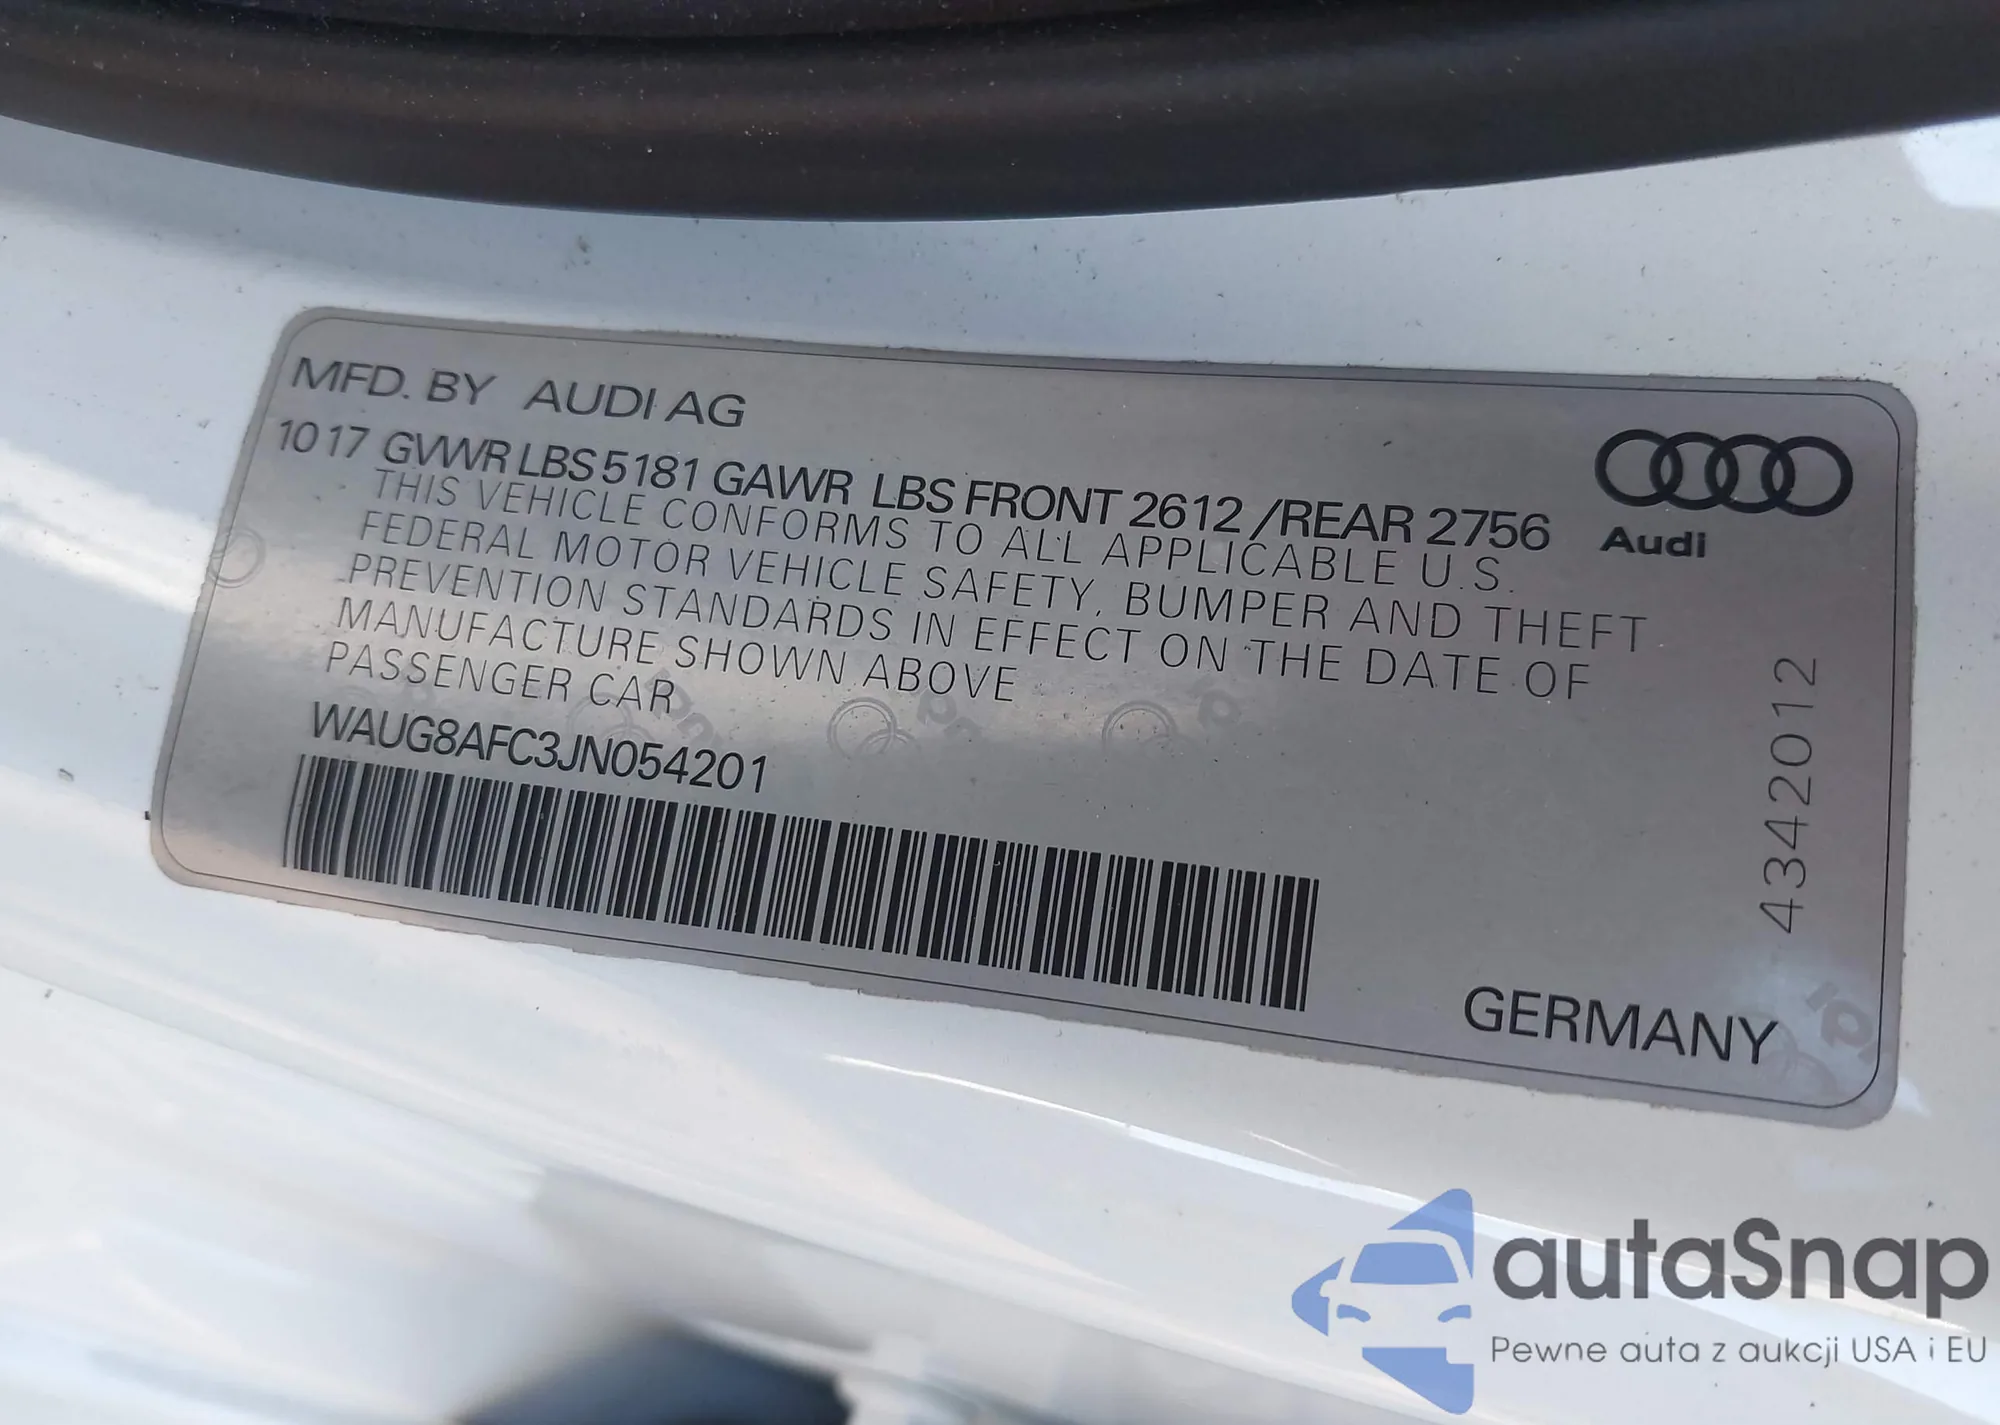 MFD. BY AUDI AG
10 17 GVWR LBS 5181 GAWR LBS FRONT 2612 /REAR 2756
THIS VEHICLE CONFORMS TO ALL APPLICABLE U.S.
FEDERAL MOTOR VEHICLE SAFETY, BUMPER AND THEFT
PREVENTION STANDARDS IN EFFECT ON THE DATE OF
MANUFACTURE SHOWN ABOVE
PASSENGER CAR
WAUG8AFC3JN054201
Audi
4342012
GERMANY
autaSnap
Pewne auta z aukcji USA i EU